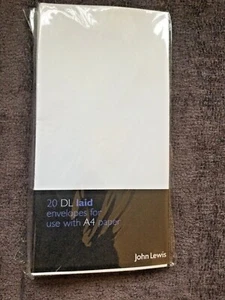 20 DL laid
envelopes for
use with A4 paper
John Lewis